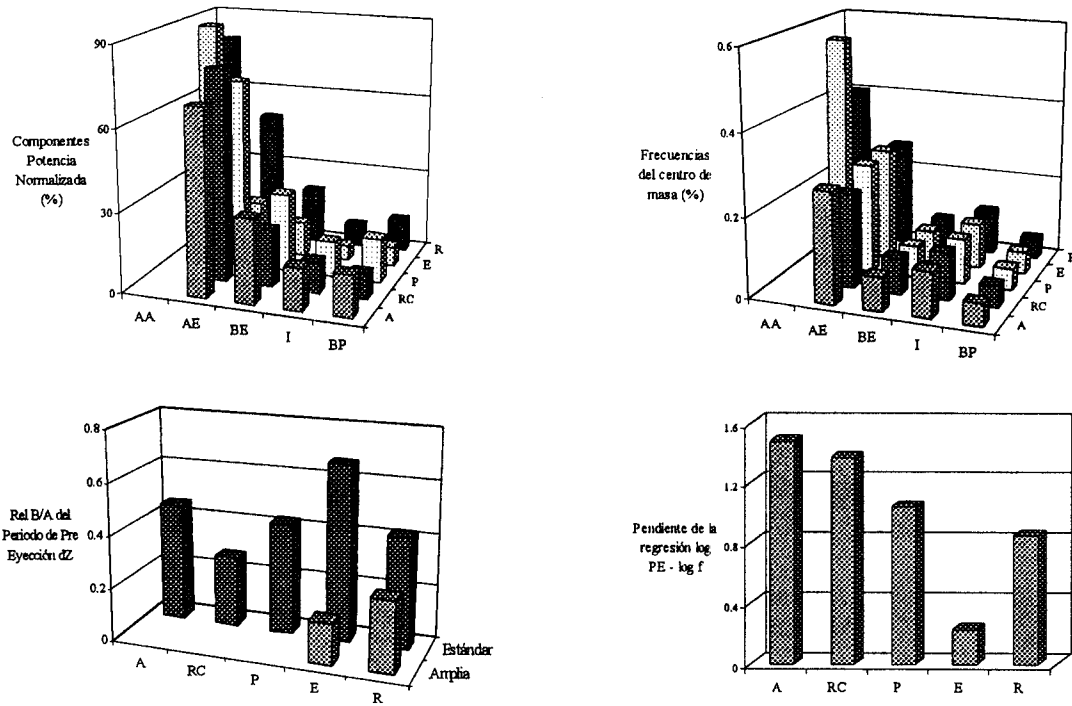 90
60
30
0
Componentes
Potencia
Normalizada
(%)
AA
AE
BE
I
BP
A
RC
P
E
R
0.6
0.4
0.2
0
Frecuencias
del centro de
masa (%)
AA
AE
BE
I
BP
A
RC
P
E
0.8
0.6
0.4
0.2
0
Rel B/A del
Periodo de Pre
Eyección dZ
A
RC
P
E
R
Estándar
Amplia
1.6
1.2
0.8
0.4
0
Pendiente de la
regresión log
PE - log f
A
RC
P
E
R